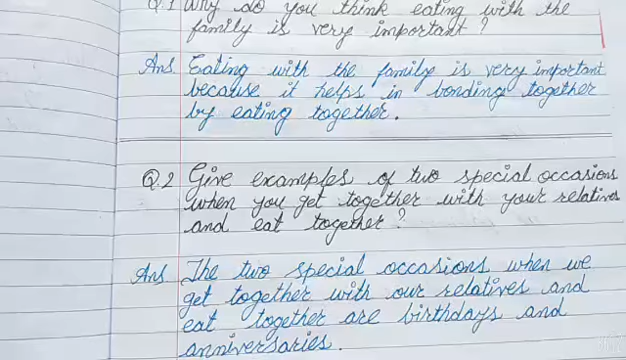 Q.1 Why do you think eating with the
family is very important?
Ans Eating with the family is very important
because it helps in bonding together
by eating together.
Q.2 Give examples of two special occasions
when you get together with your relatives
and eat together?
Ans The two special occasions when we
get together with our relatives and
eat together are birthdays and
anniversaries.